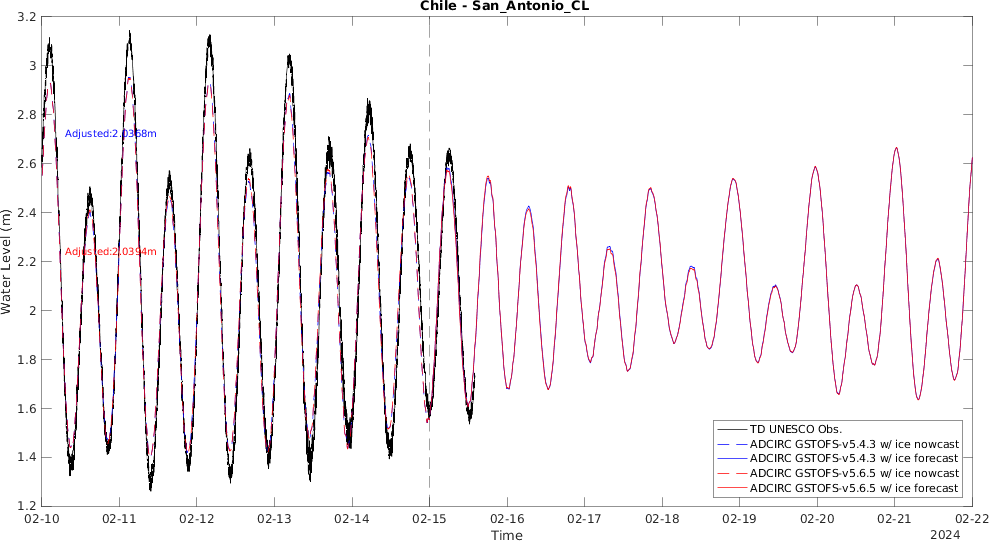 Chile - San_Antonio_CL
3.2
3
2.8
2.6
2.4
2.2
2
1.8
1.6
1.4
1.2
Water Level (m)
Adjusted:2.0368m
Adjusted:2.0394m
TD UNESCO Obs.
ADCIRC GSTOFS-v5.4.3 w/ ice nowcast
ADCIRC GSTOFS-v5.4.3 w/ ice forecast
ADCIRC GSTOFS-v5.6.5 w/ ice nowcast
ADCIRC GSTOFS-v5.6.5 w/ ice forecast
02-10 02-11 02-12 02-13 02-14 02-15 02-16 02-17 02-18 02-19 02-20 02-21 02-22
Time
2024